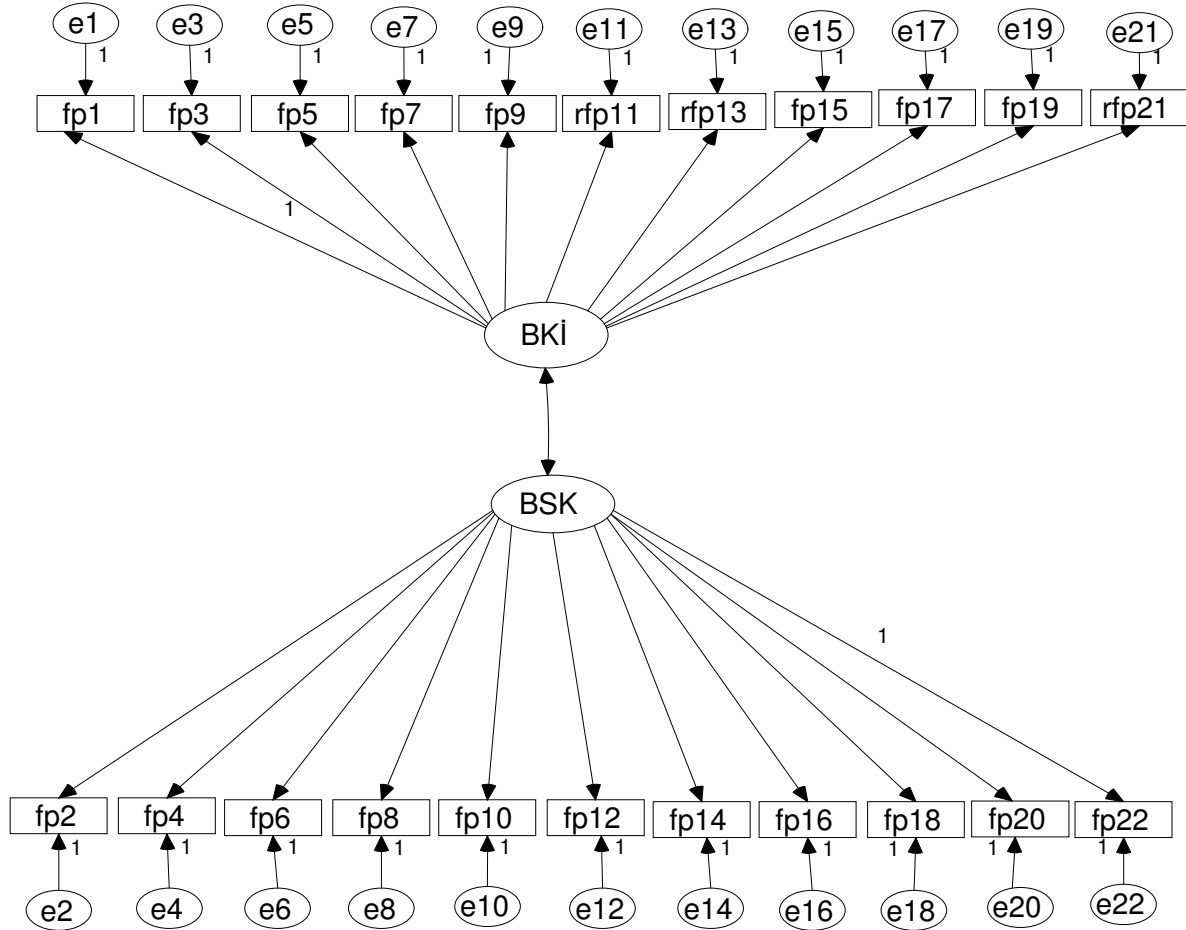 e1 e3 e5 e7 e9 e11 e13 e15 e17 e19 e21
1 1 1 1 1 1 1 1 1 1 1
fp1 fp3 fp5 fp7 fp9 rfp11 rfp13 fp15 fp17 fp19 rfp21
1
BKİ
BSK
1
fp2 fp4 fp6 fp8 fp10 fp12 fp14 fp16 fp18 fp20 fp22
1 1 1 1 1 1 1 1 1 1 1
e2 e4 e6 e8 e10 e12 e14 e16 e18 e20 e22